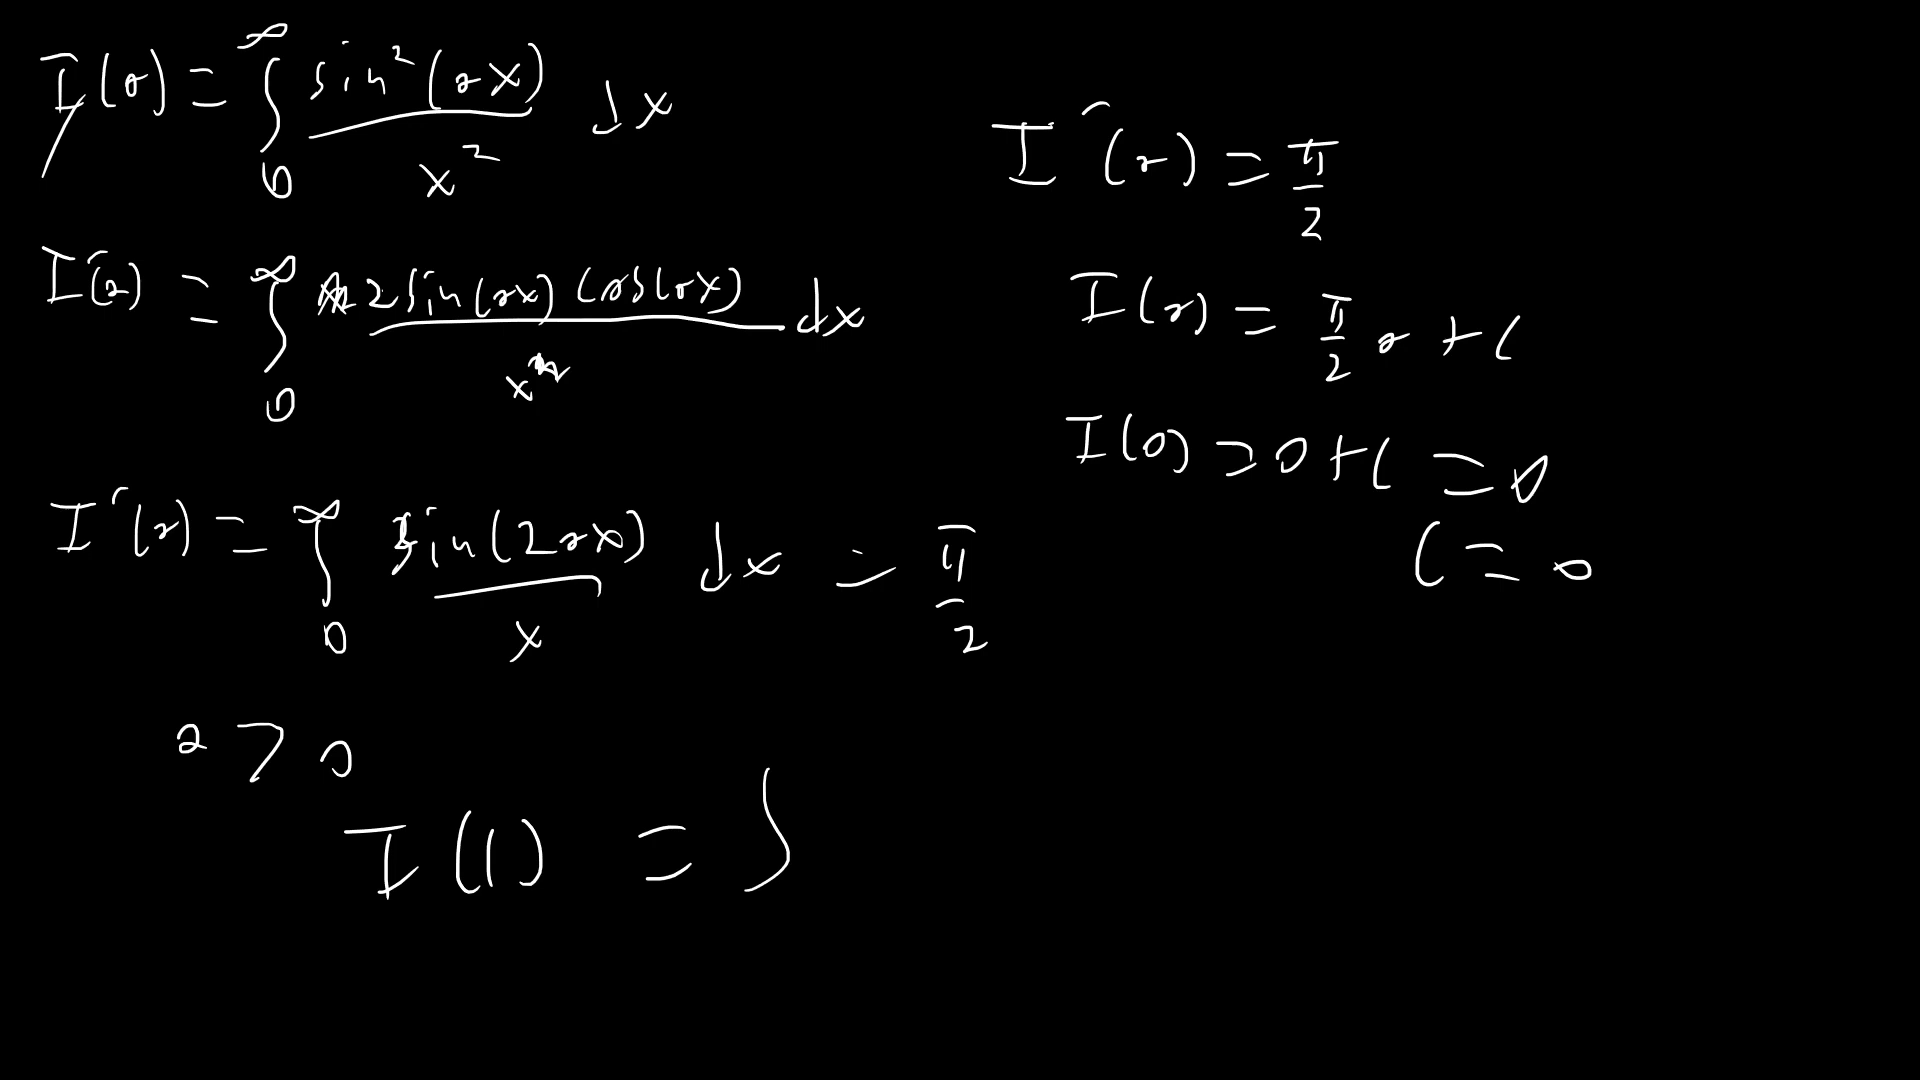 I(a) = ∫₀^∞ sin²(ax)/x² dx
I'(a) = ∫₀^∞ 2sin(ax)cos(ax)/x dx
I'(a) = ∫₀^∞ sin(2ax)/x dx = π/2
a > 0
I(1) = ∫
I'(a) = π/2
I(a) = π/2 a + C
I(0) = 0 + C = 0
C = 0